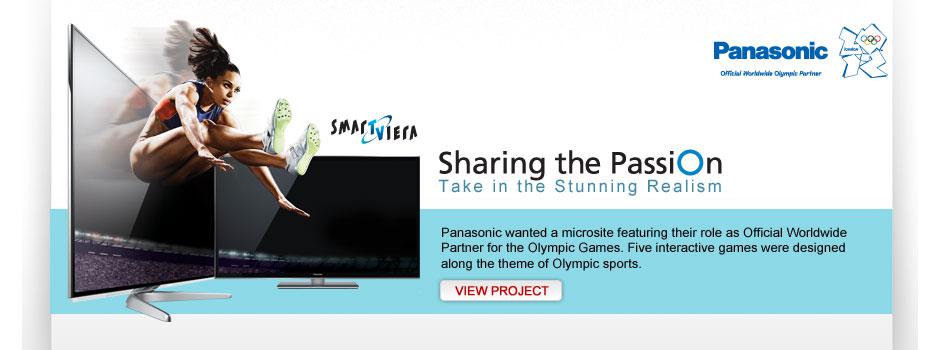 Panasonic
Official Worldwide Olympic Partner
london
SMARTVIERA
Sharing the PassiOn
Take in the Stunning Realism
Panasonic wanted a microsite featuring their role as Official Worldwide
Partner for the Olympic Games. Five interactive games were designed
along the theme of Olympic sports.
VIEW PROJECT